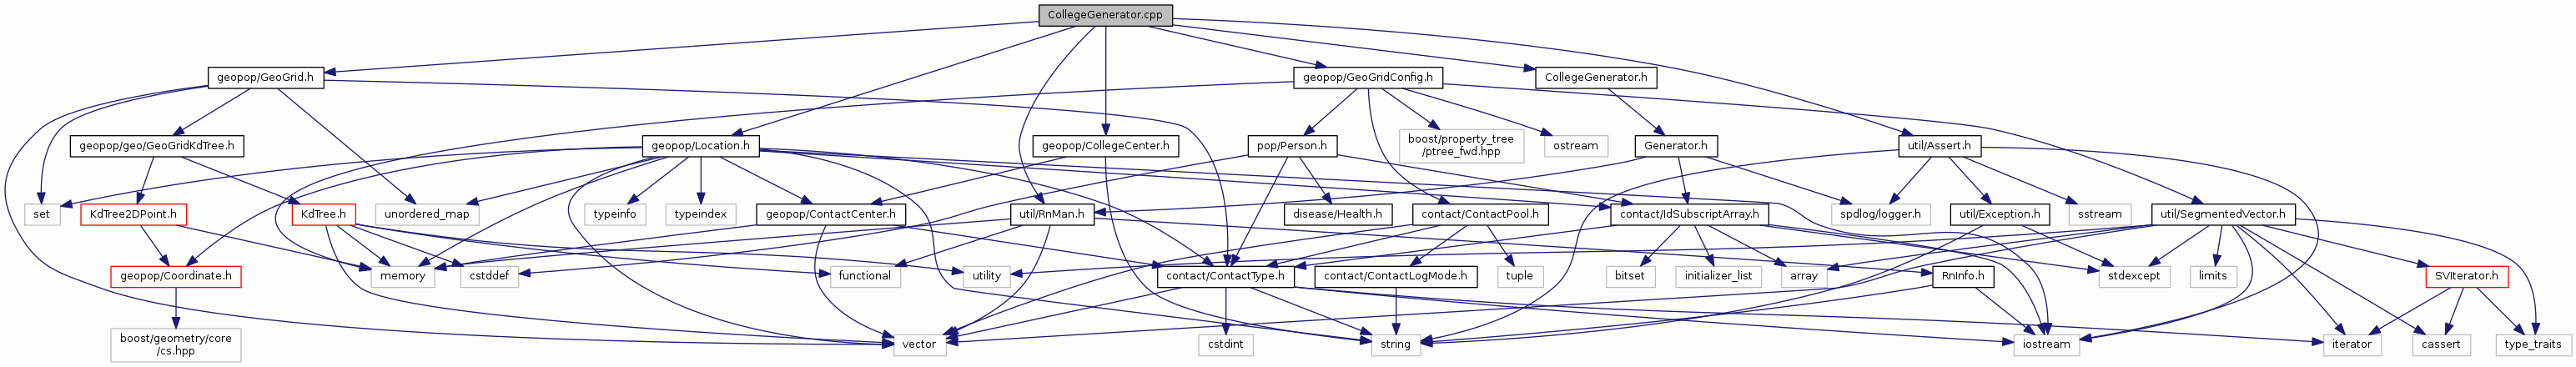 CollegeGenerator.cpp
geopop/GeoGrid.h
geopop/GeoGridConfig.h
CollegeGenerator.h
geopop/geo/GeoGridKdTree.h
geopop/Location.h
geopop/CollegeCenter.h
pop/Person.h
boost/property_tree
/ptree_fwd.hpp
ostream
Generator.h
util/Assert.h
set
KdTree2DPoint.h
KdTree.h
unordered_map
typeinfo
typeindex
geopop/ContactCenter.h
util/RnMan.h
disease/Health.h
contact/ContactPool.h
contact/IdSubscriptArray.h
spdlog/logger.h
util/Exception.h
sstream
util/SegmentedVector.h
geopop/Coordinate.h
memory
cstddef
functional
utility
contact/ContactType.h
contact/ContactLogMode.h
tuple
bitset
initializer_list
array
RnInfo.h
stdexcept
limits
SVIterator.h
boost/geometry/core
/cs.hpp
vector
cstdint
string
iostream
iterator
cassert
type_traits